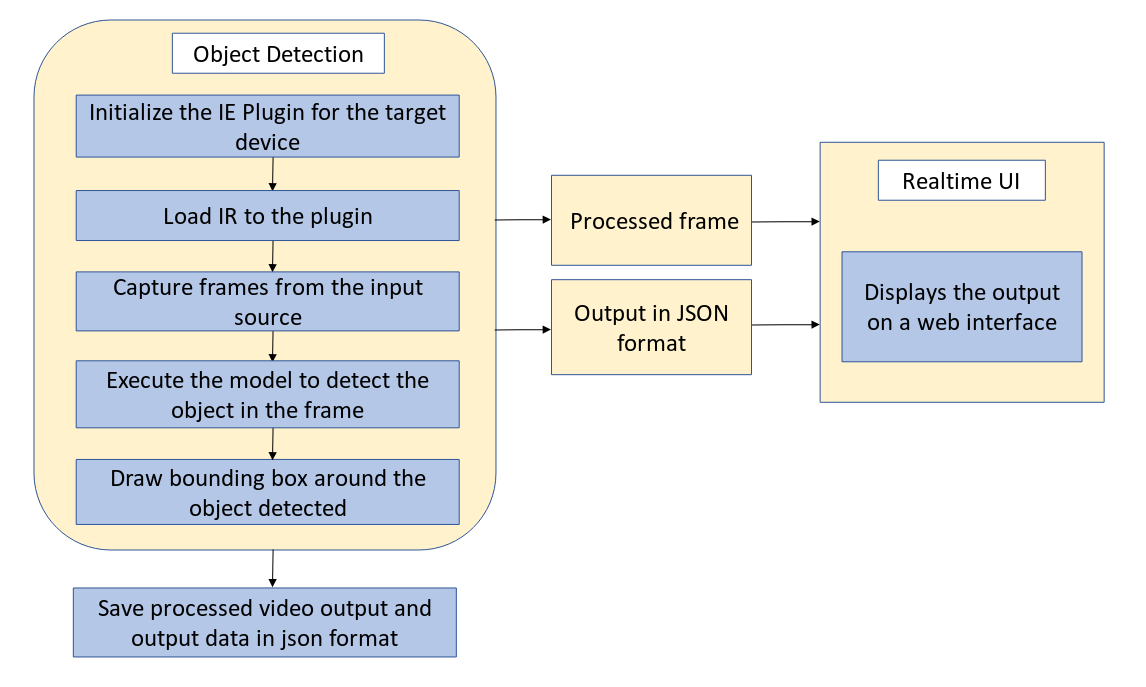 Object Detection
Initialize the IE Plugin for the target
device
Load IR to the plugin
Capture frames from the input
source
Execute the model to detect the
object in the frame
Draw bounding box around the
object detected
Save processed video output and
output data in json format
Processed frame
Output in JSON
format
Realtime UI
Displays the output
on a web interface